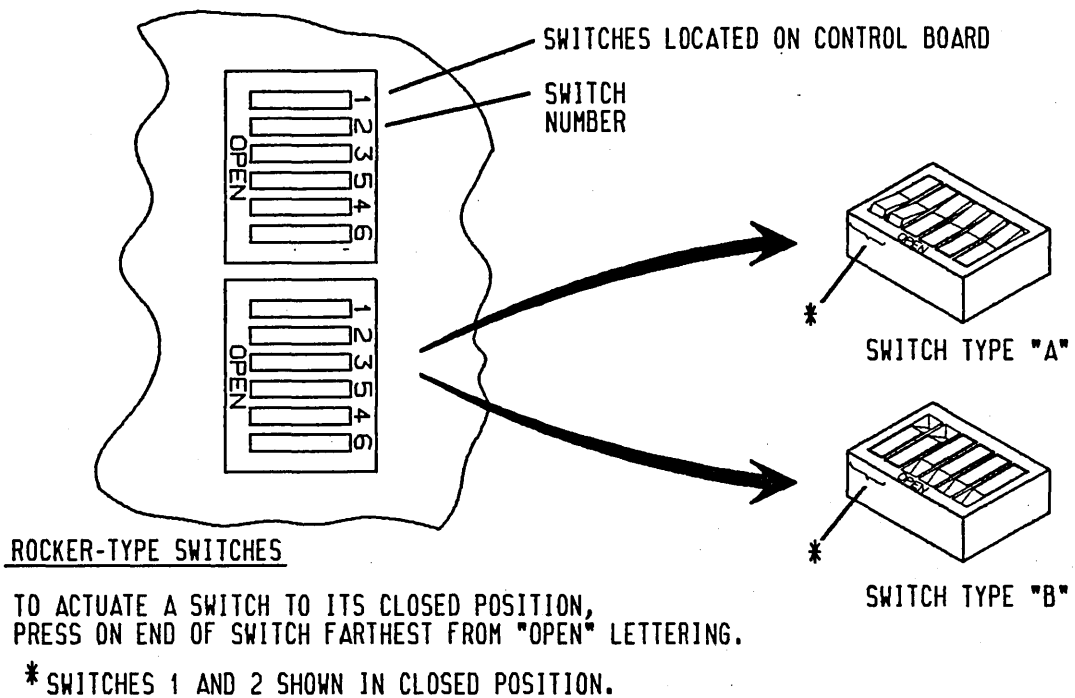 SWITCHES LOCATED ON CONTROL BOARD
SWITCH
NUMBER
1
2
3
5
4
6
OPEN
1
2
3
5
4
6
OPEN
OPEN
*
SWITCH TYPE "A"
OPEN
*
SWITCH TYPE "B"
ROCKER-TYPE SWITCHES
TO ACTUATE A SWITCH TO ITS CLOSED POSITION,
PRESS ON END OF SWITCH FARTHEST FROM "OPEN" LETTERING.
* SWITCHES 1 AND 2 SHOWN IN CLOSED POSITION.